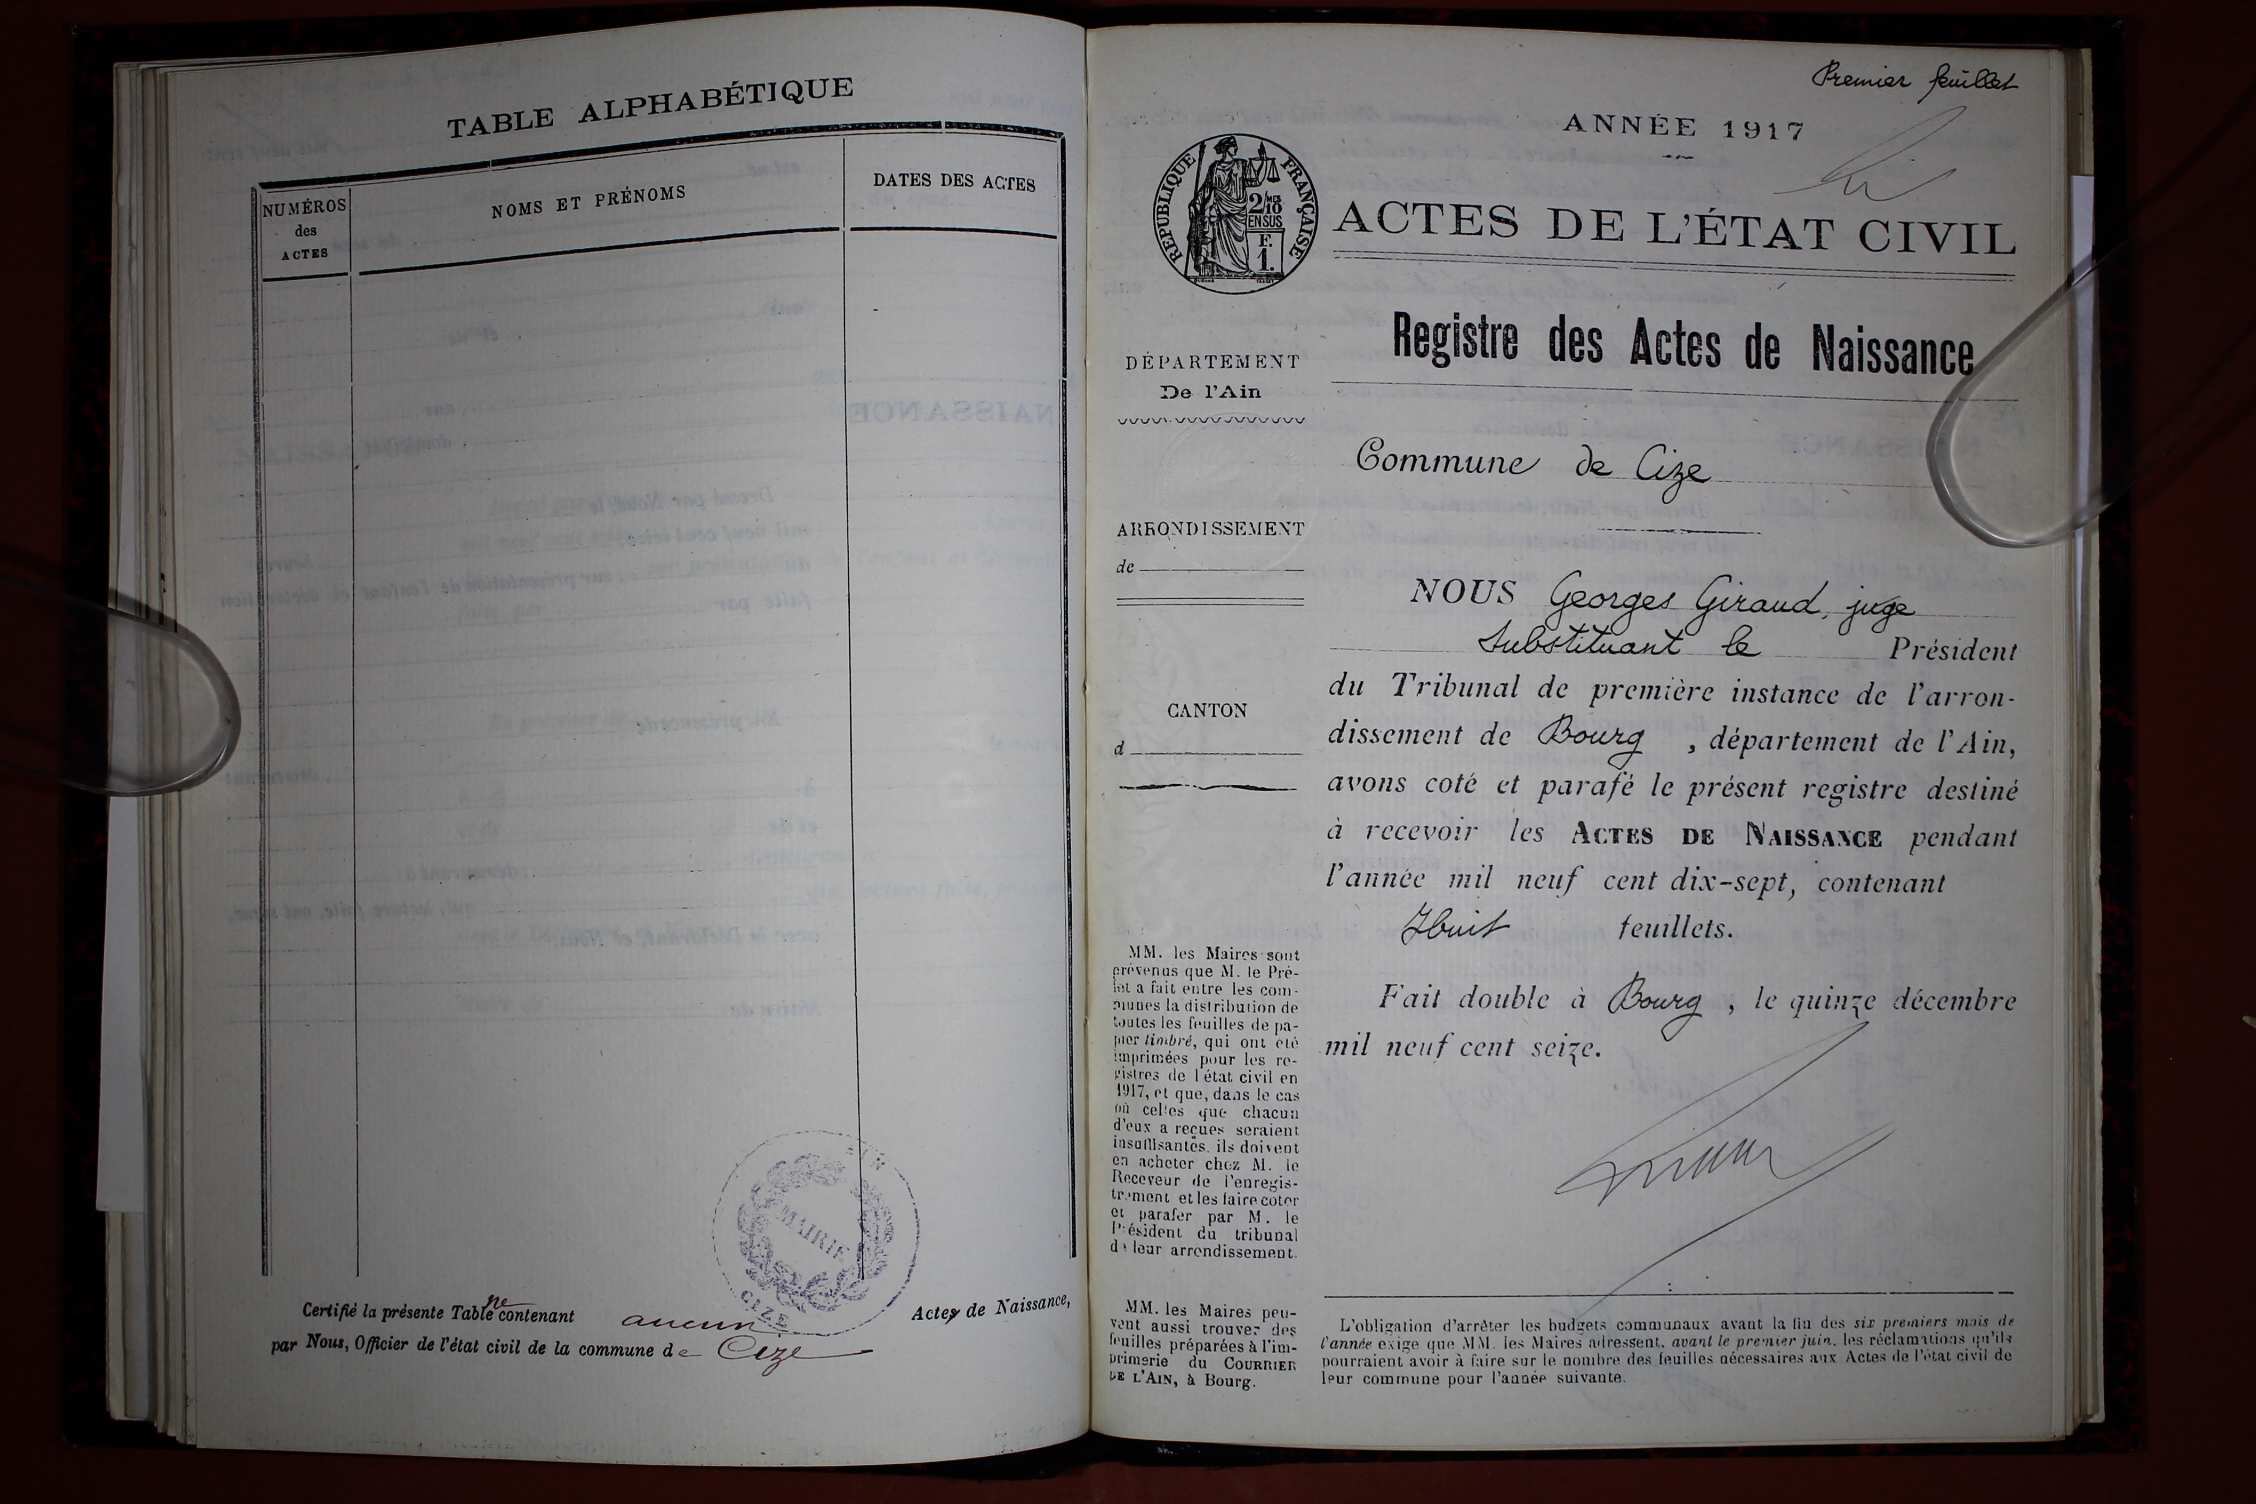 TABLE ALPHABÉTIQUE
NUMÉROS
des
ACTES
NOMS ET PRÉNOMS
DATES DES ACTES
MAIRIE
CIZE
AIN
Certifié la présente Table ne contenant aucun Actes de Naissance,
par Nous, Officier de l'état civil de la commune de Cize
Premier feuillet
ANNÉE 1917
REPUBLIQUE FRANÇAISE
2/10
EN SUS
F.
1.
ACTES DE L'ÉTAT CIVIL
Registre des Actes de Naissance
DÉPARTEMENT
De l'Ain
Commune de Cize
ARRONDISSEMENT
de
CANTON
d
NOUS Georges Giraud, juge
Substituant le Président
du Tribunal de première instance de l'arron-
dissement de Bourg , département de l'Ain,
avons coté et parafé le présent registre destiné
à recevoir les ACTES DE NAISSANCE pendant
l'année mil neuf cent dix-sept, contenant
Huit feuillets.
Fait double à Bourg , le quinze décembre
mil neuf cent seize.
MM. les Maires sont
prévenus que M. le Pré-
fet a fait entre les com-
munes la distribution de
toutes les feuilles de pa-
pier timbré, qui ont été
imprimées pour les re-
gistres de l'état civil en
1917, et que, dans le cas
où celles que chacun
d'eux a reçues seraient
insuffisantes, ils doivent
en acheter chez M. le
Receveur de l'enregis-
trement et les faire coter
et parafer par M. le
Président du tribunal
de leur arrondissement.
MM. les Maires peu-
vent aussi trouver des
feuilles préparées à l'im-
primerie du COURRIER
DE L'AIN, à Bourg.
L'obligation d'arrêter les budgets communaux avant la fin des six premiers mois de
l'année exige que MM. les Maires adressent, avant le premier juin, les réclamations qu'ils
pourraient avoir à faire sur le nombre des feuilles nécessaires aux Actes de l'état civil de
leur commune pour l'année suivante.